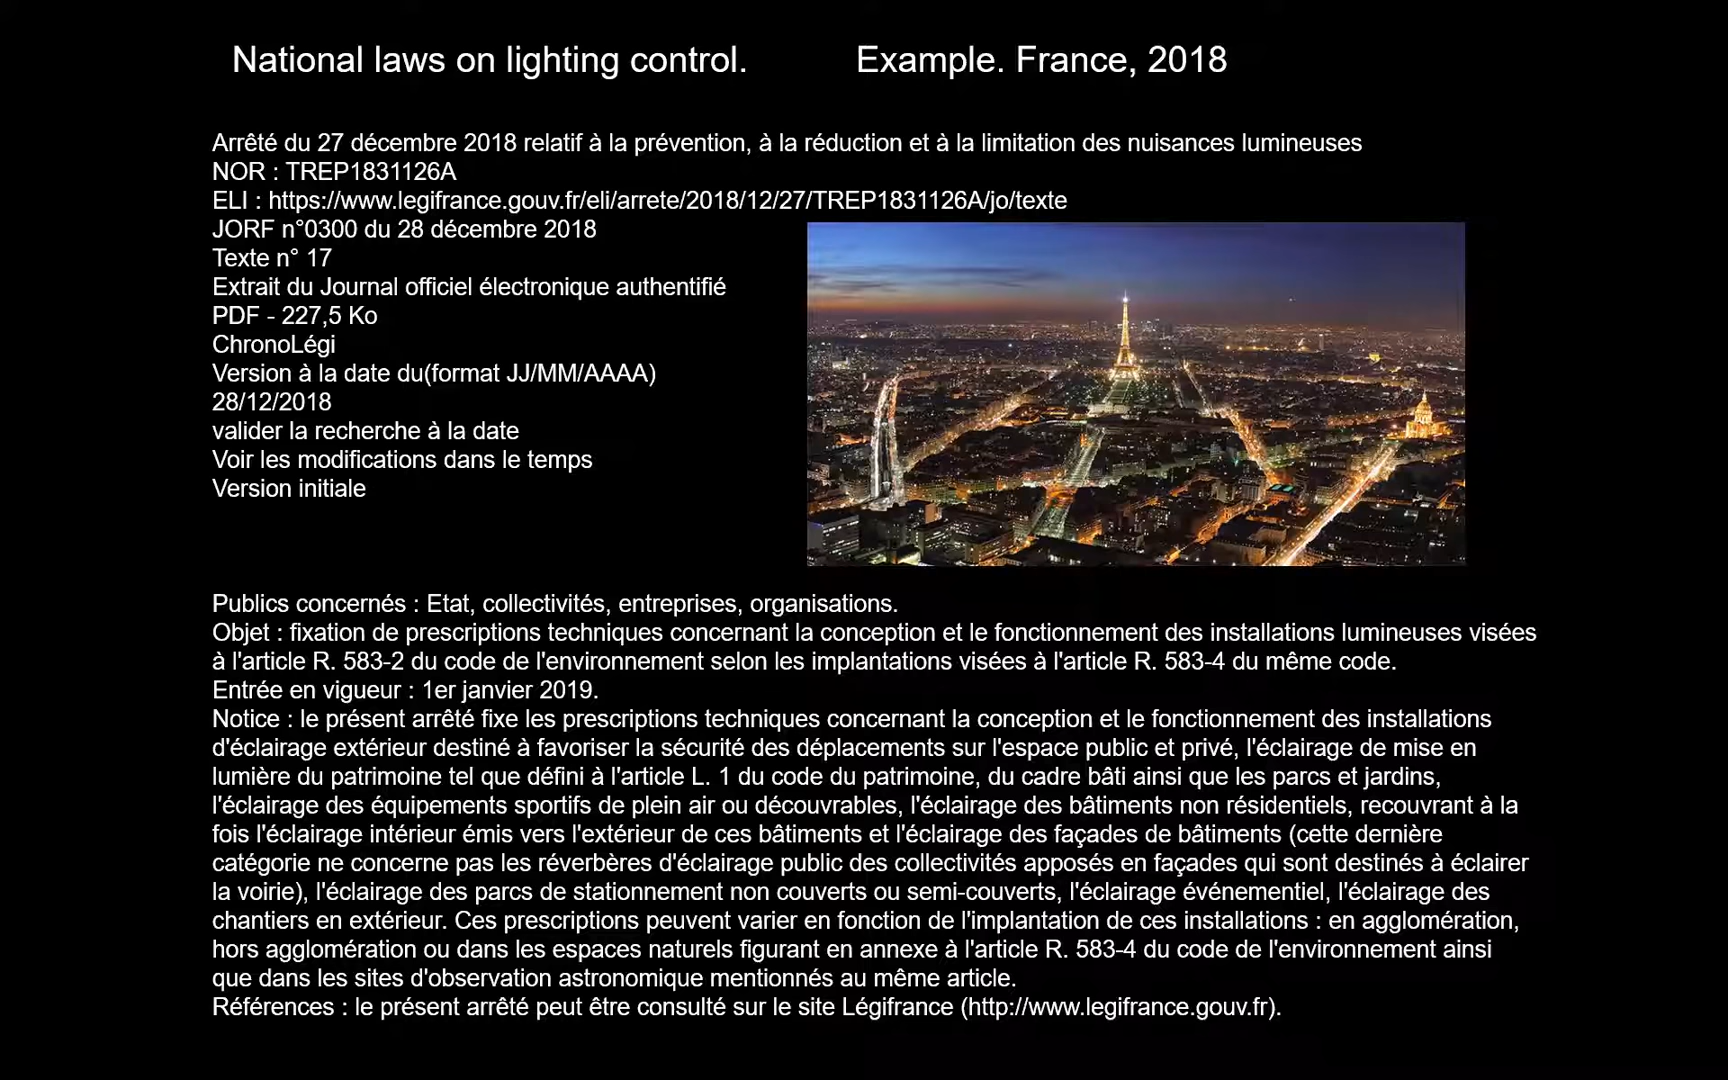 National laws on lighting control. Example. France, 2018
Arrêté du 27 décembre 2018 relatif à la prévention, à la réduction et à la limitation des nuisances lumineuses
NOR : TREP1831126A
ELI : https://www.legifrance.gouv.fr/eli/arrete/2018/12/27/TREP1831126A/jo/texte
JORF n°0300 du 28 décembre 2018
Texte n° 17
Extrait du Journal officiel électronique authentifié
PDF - 227,5 Ko
ChronoLégi
Version à la date du(format JJ/MM/AAAA)
28/12/2018
valider la recherche à la date
Voir les modifications dans le temps
Version initiale
Publics concernés : Etat, collectivités, entreprises, organisations.
Objet : fixation de prescriptions techniques concernant la conception et le fonctionnement des installations lumineuses visées
à l'article R. 583-2 du code de l'environnement selon les implantations visées à l'article R. 583-4 du même code.
Entrée en vigueur : 1er janvier 2019.
Notice : le présent arrêté fixe les prescriptions techniques concernant la conception et le fonctionnement des installations
d'éclairage extérieur destiné à favoriser la sécurité des déplacements sur l'espace public et privé, l'éclairage de mise en
lumière du patrimoine tel que défini à l'article L. 1 du code du patrimoine, du cadre bâti ainsi que les parcs et jardins,
l'éclairage des équipements sportifs de plein air ou découvrables, l'éclairage des bâtiments non résidentiels, recouvrant à la
fois l'éclairage intérieur émis vers l'extérieur de ces bâtiments et l'éclairage des façades de bâtiments (cette dernière
catégorie ne concerne pas les réverbères d'éclairage public des collectivités apposés en façades qui sont destinés à éclairer
la voirie), l'éclairage des parcs de stationnement non couverts ou semi-couverts, l'éclairage événementiel, l'éclairage des
chantiers en extérieur. Ces prescriptions peuvent varier en fonction de l'implantation de ces installations : en agglomération,
hors agglomération ou dans les espaces naturels figurant en annexe à l'article R. 583-4 du code de l'environnement ainsi
que dans les sites d'observation astronomique mentionnés au même article.
Références : le présent arrêté peut être consulté sur le site Légifrance (http://www.legifrance.gouv.fr).